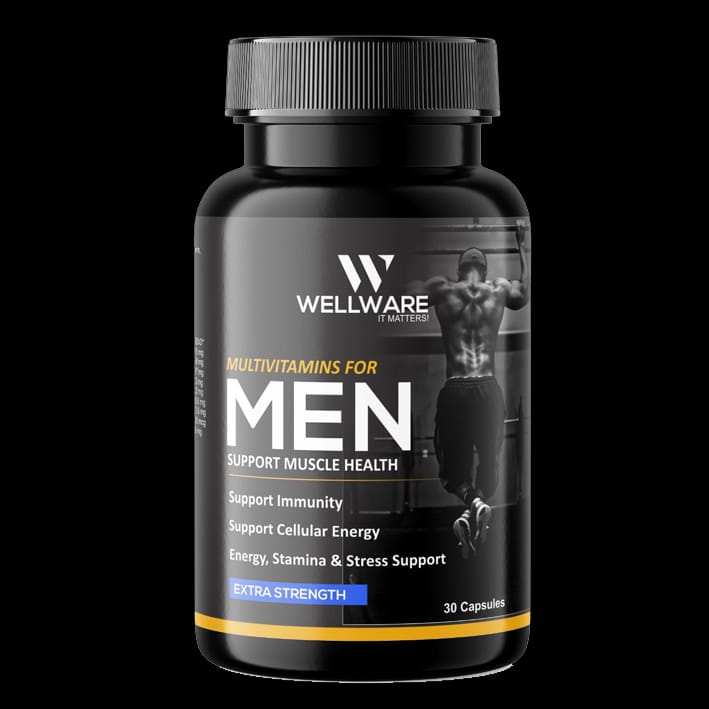 WELLWARE
IT MATTERS!
MULTIVITAMINS FOR
MEN
SUPPORT MUSCLE HEALTH
Support Immunity
Support Cellular Energy
Energy, Stamina & Stress Support
EXTRA STRENGTH
30 Capsules